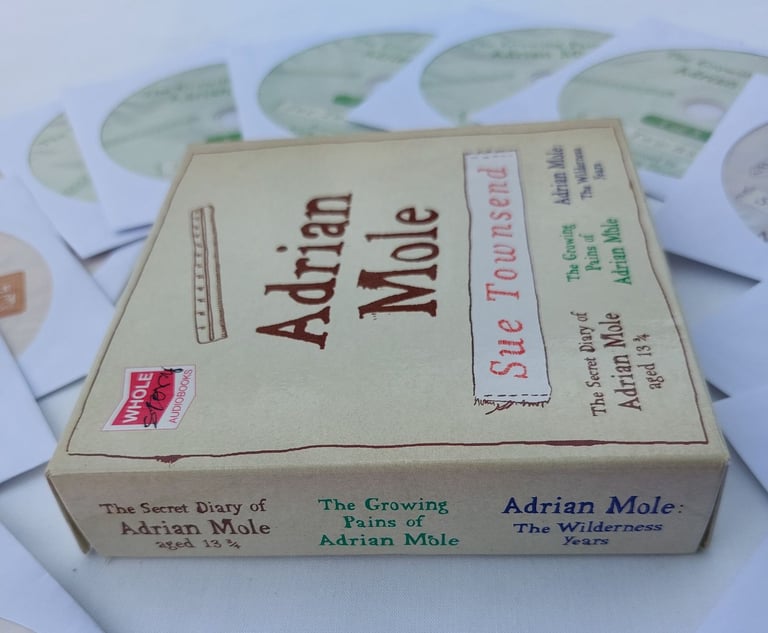 Adrian
Mole
Sue Townsend
The Secret Diary of
Adrian Mole
aged 13 ¾
The Growing
Pains of
Adrian Mole
Adrian Mole:
The Wilderness
Years
WHOLE
story
AUDIOBOOKS
The Secret Diary of
Adrian Mole
aged 13 ¾
The Growing
Pains of
Adrian Mole
Adrian Mole:
The Wilderness
Years